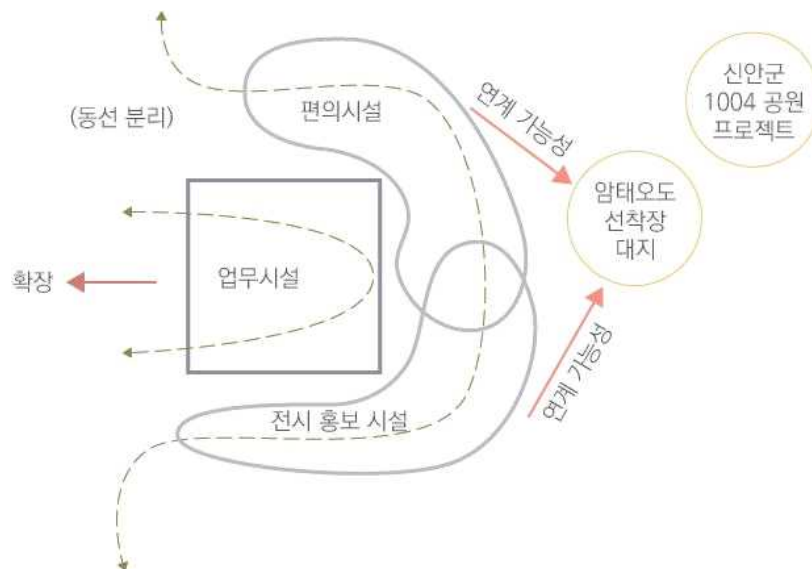 신안군
1004 공원
프로젝트
(동선 분리)
편의시설
연계 가능성
암태오도
선착장
대지
확장
업무시설
연계 가능성
전시 홍보 시설